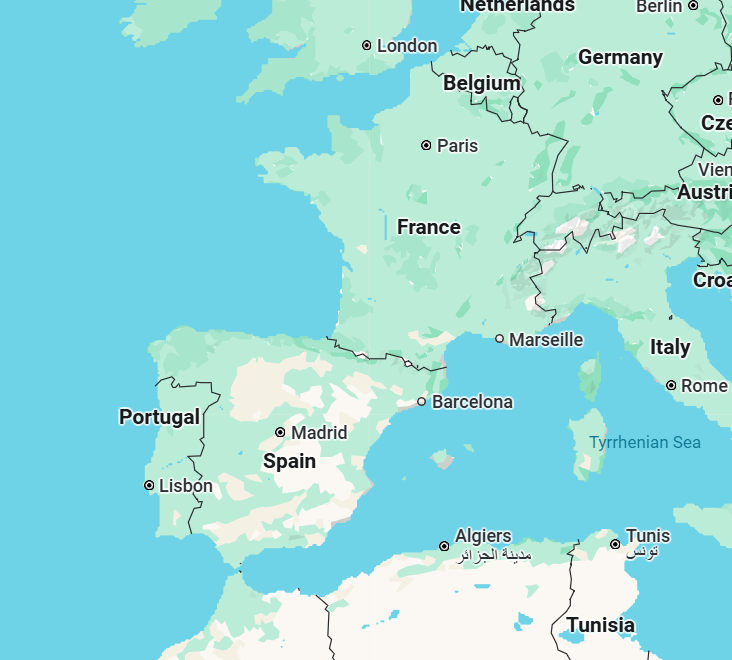 Netherlands
Berlin
London
Germany
Belgium
Cze
Paris
Vien
Austri
France
Croa
Marseille
Italy
Rome
Barcelona
Portugal
Madrid
Tyrrhenian Sea
Spain
Lisbon
Algiers
مدينة الجزائر
Tunis
تونس
Tunisia